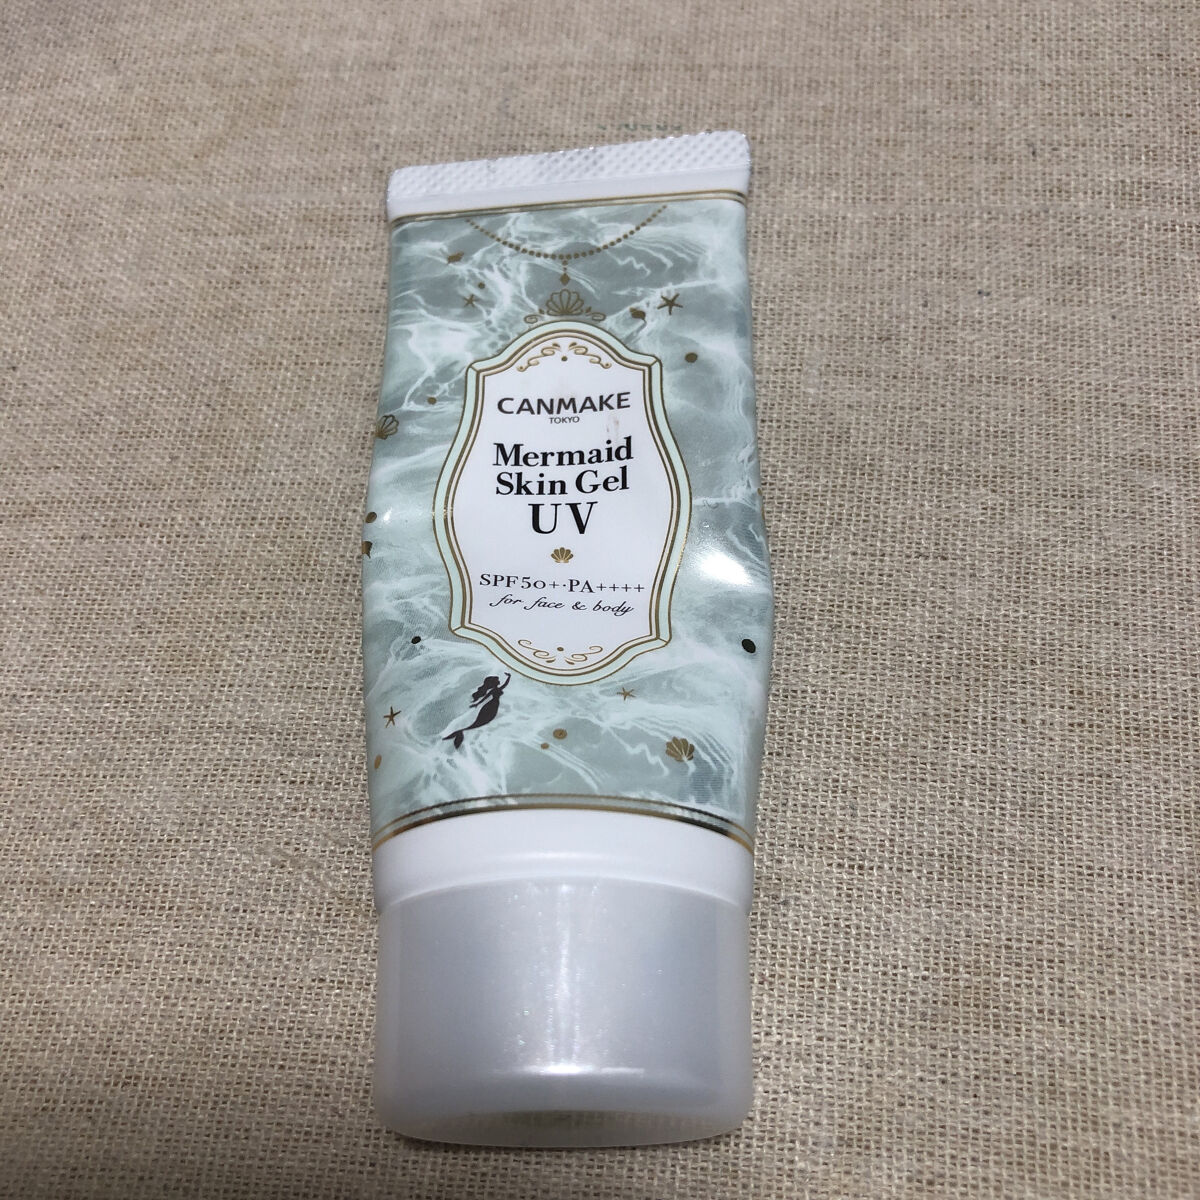 CANMAKE
TOKYO
Mermaid
Skin Gel
UV
SPF50+·PA++++
for face & body